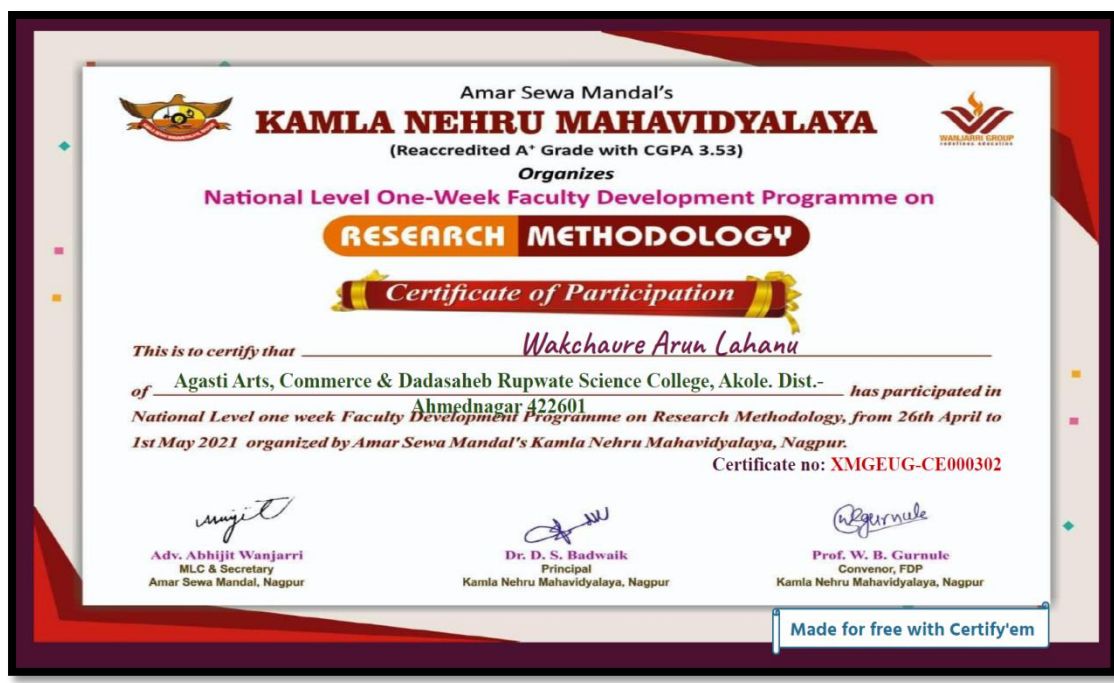 Amar Sewa Mandal's
KAMLA NEHRU MAHAVIDYALAYA
(Reaccredited A⁺ Grade with CGPA 3.53)
Organizes
National Level One-Week Faculty Development Programme on
RESEARCH METHODOLOGY
Certificate of Participation
This is to certify that Wakchaure Arun Lahanu
of Agasti Arts, Commerce & Dadasaheb Rupwate Science College, Akole. Dist.- has participated in
Ahmednagar 422601
National Level one week Faculty Development Programme on Research Methodology, from 26th April to
1st May 2021 organized by Amar Sewa Mandal's Kamla Nehru Mahavidyalaya, Nagpur.
Certificate no: XMGEUG-CE000302
Adv. Abhijit Wanjarri
MLC & Secretary
Amar Sewa Mandal, Nagpur
Dr. D. S. Badwaik
Principal
Kamla Nehru Mahavidyalaya, Nagpur
Prof. W. B. Gurnule
Convenor, FDP
Kamla Nehru Mahavidyalaya, Nagpur
WANJARRI GROUP
redefines education
Made for free with Certify'em